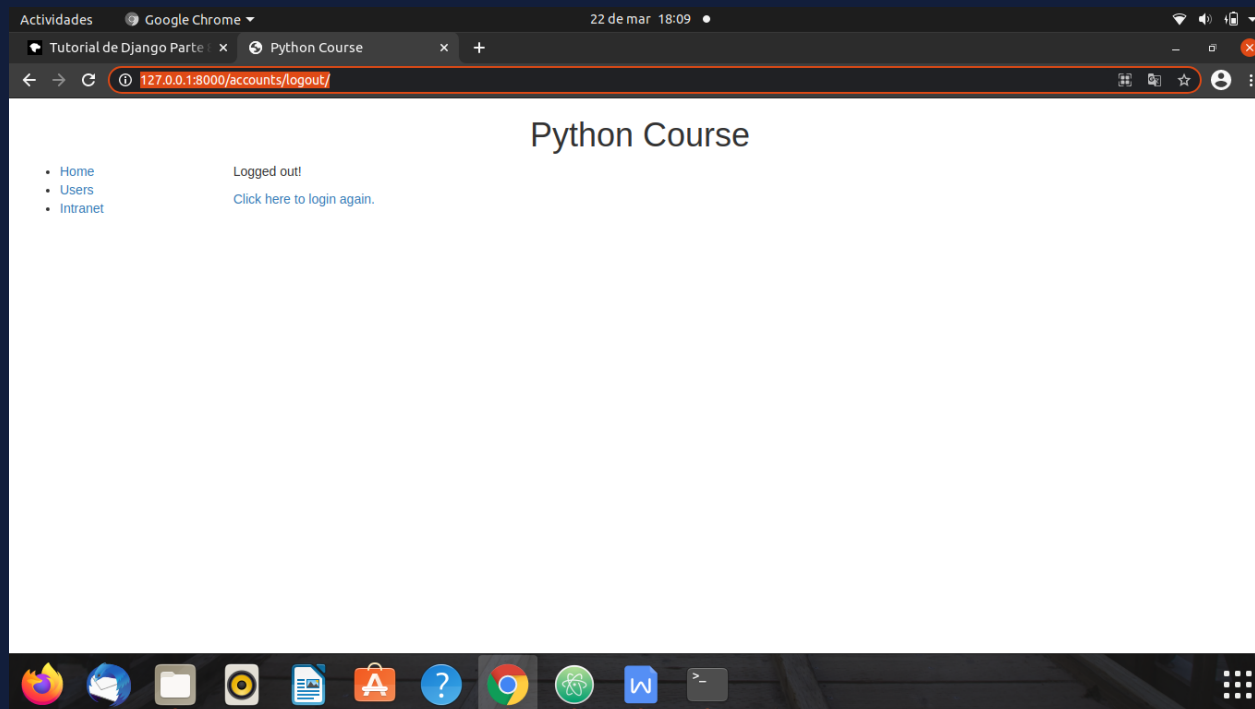 Actividades Google Chrome 22 de mar 18:09
Tutorial de Django Parte Python Course
127.0.0.1:8000/accounts/logout/
Python Course
Home
Users
Intranet
Logged out!
Click here to login again.